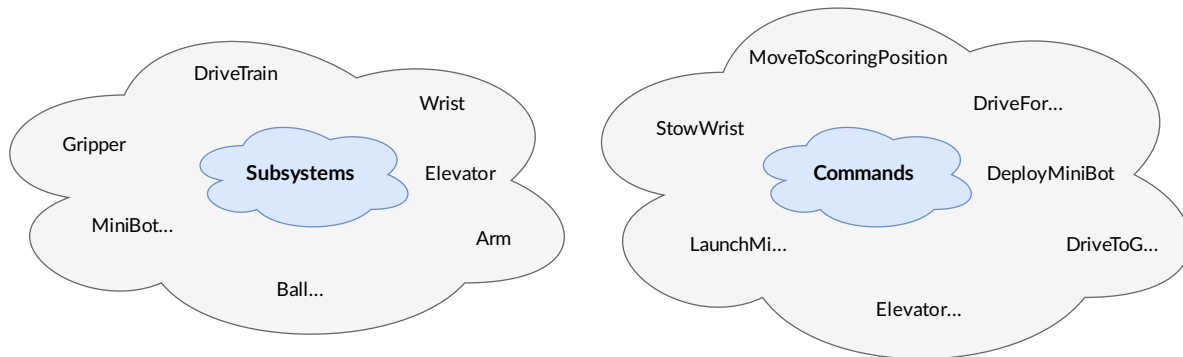 DriveTrain
Wrist
Gripper
Subsystems
Elevator
MiniBot...
Arm
Ball...
MoveToScoringPosition
DriveFor...
StowWrist
Commands
DeployMiniBot
LaunchMi...
DriveToG...
Elevator...